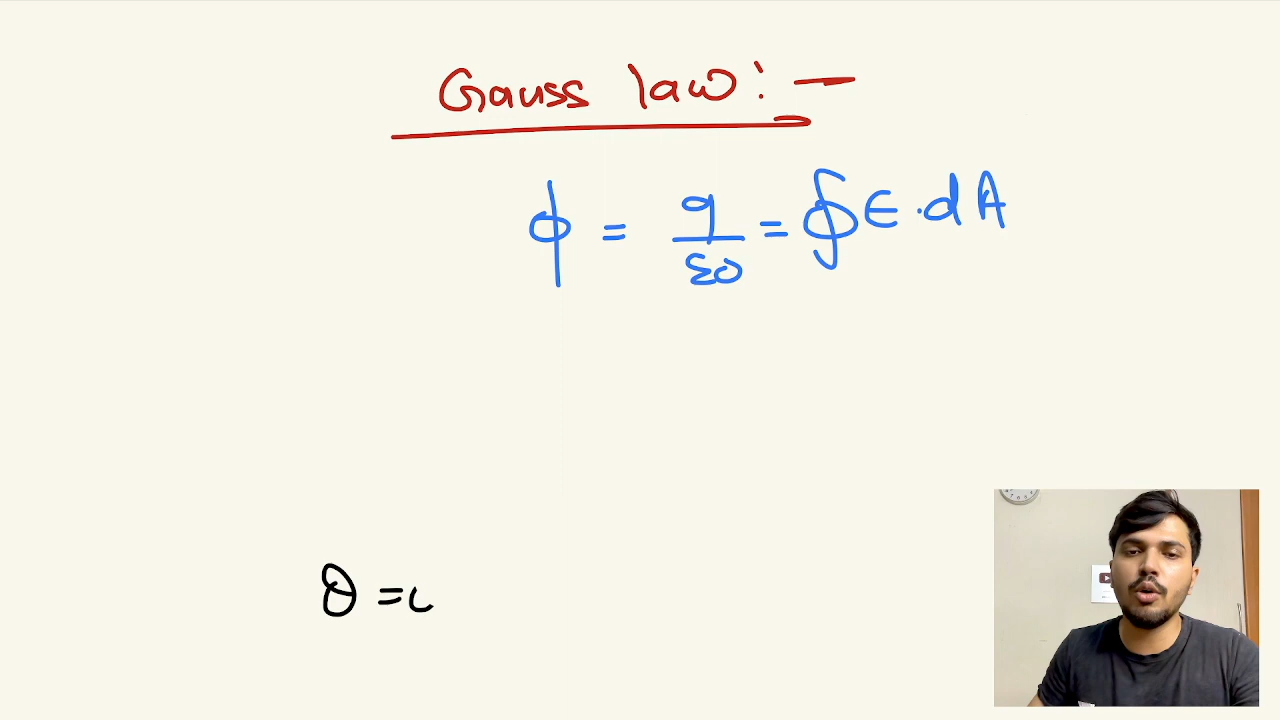 Gauss law: —
ϕ = q/ε0 = ∮E·dA
θ =